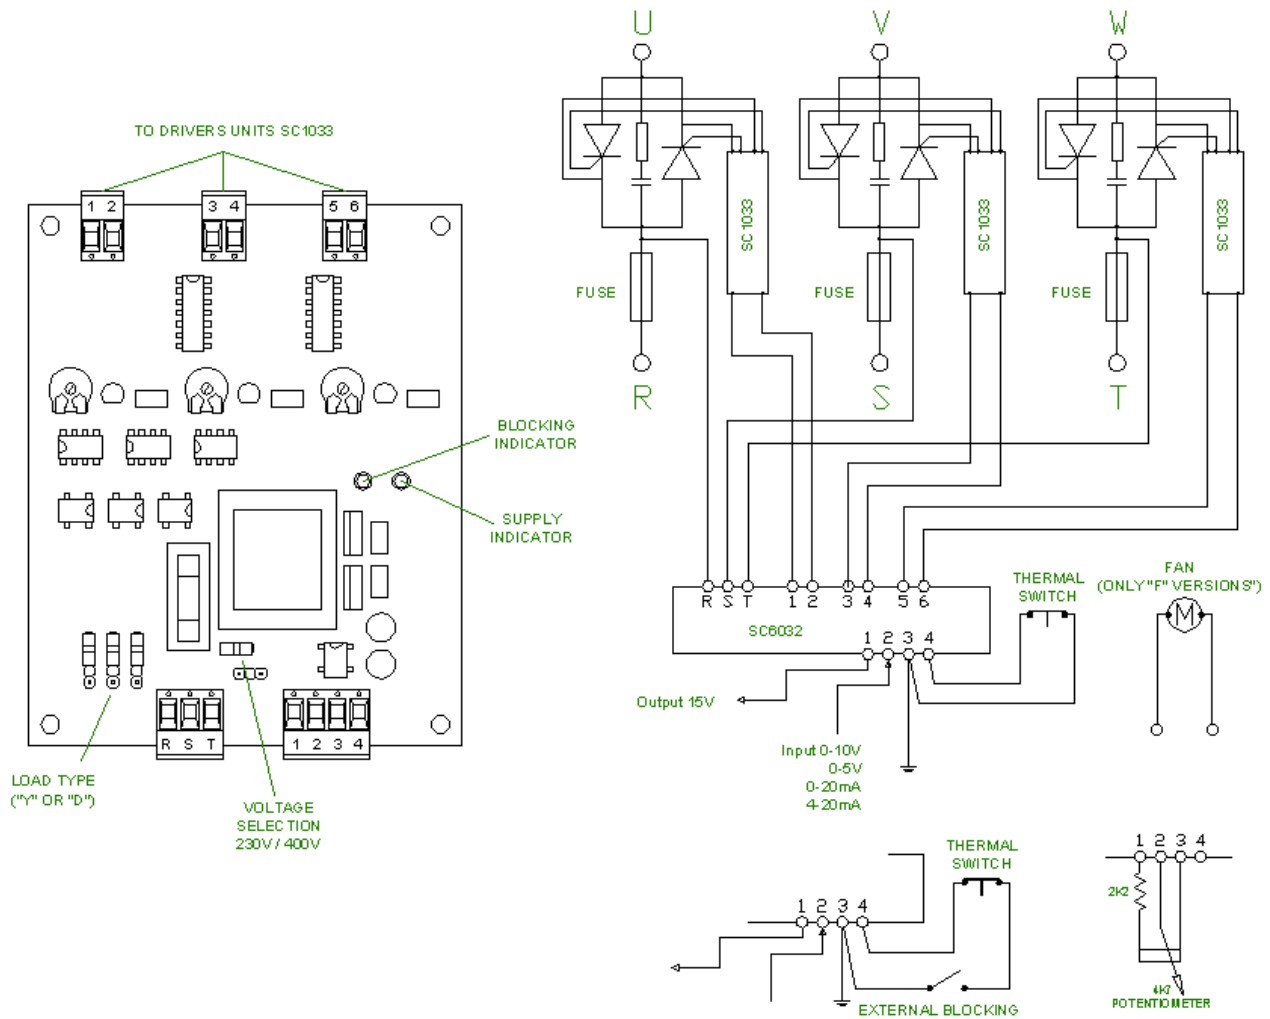 U V W
TO DRIVERS UNITS SC1033
1 2 3 4 5 6
SC1033 SC1033 SC1033
FUSE FUSE FUSE
R S T
BLOCKING
INDICATOR
SUPPLY
INDICATOR
R S T 1 2 3 4 5 6
SC6032
1 2 3 4
THERMAL
SWITCH
FAN
(ONLY "F" VERSIONS")
M
Output 15V
Input 0-10V
0-5V
0-20mA
4-20mA
R S T 1 2 3 4
LOAD TYPE
("Y" OR "D")
VOLTAGE
SELECTION
230V / 400V
THERMAL
SWITCH
1 2 3 4
EXTERNAL BLOCKING
1 2 3 4
2K2
4K7
POTENTIOMETER